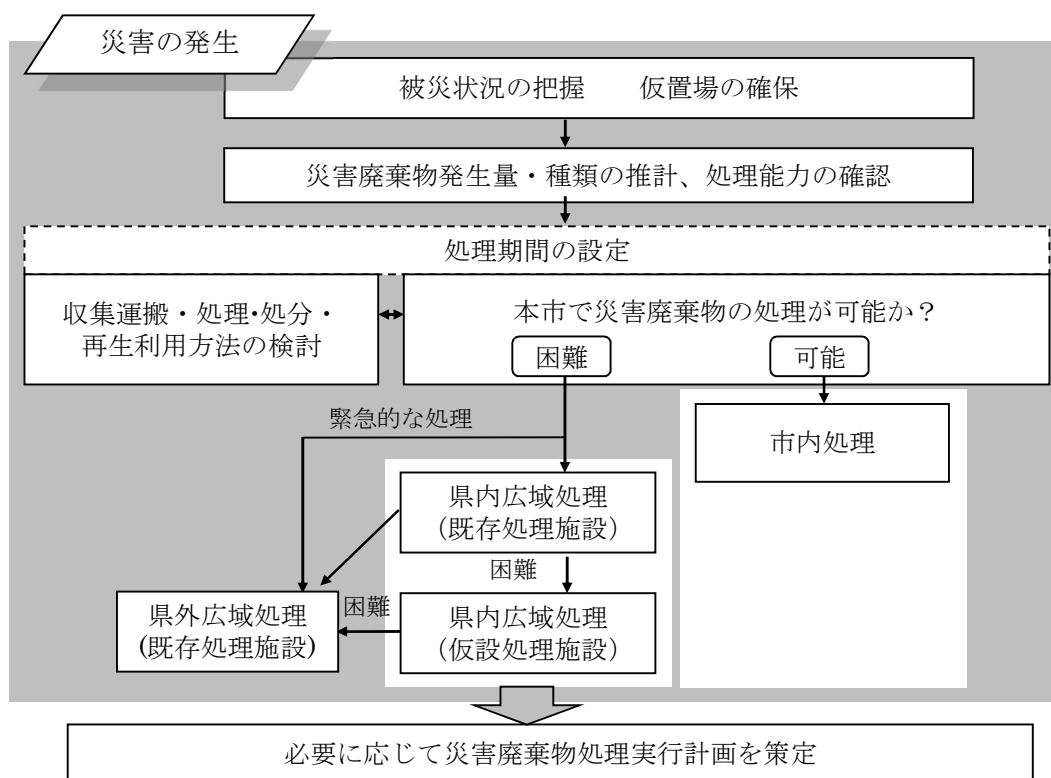 災害の発生
被災状況の把握　　仮置場の確保
災害廃棄物発生量・種類の推計、処理能力の確認
処理期間の設定
収集運搬・処理・処分・
再生利用方法の検討
本市で災害廃棄物の処理が可能か？
困難
可能
緊急的な処理
市内処理
県内広域処理
（既存処理施設）
困難
県外広域処理
(既存処理施設)
困難
県内広域処理
（仮設処理施設）
必要に応じて災害廃棄物処理実行計画を策定